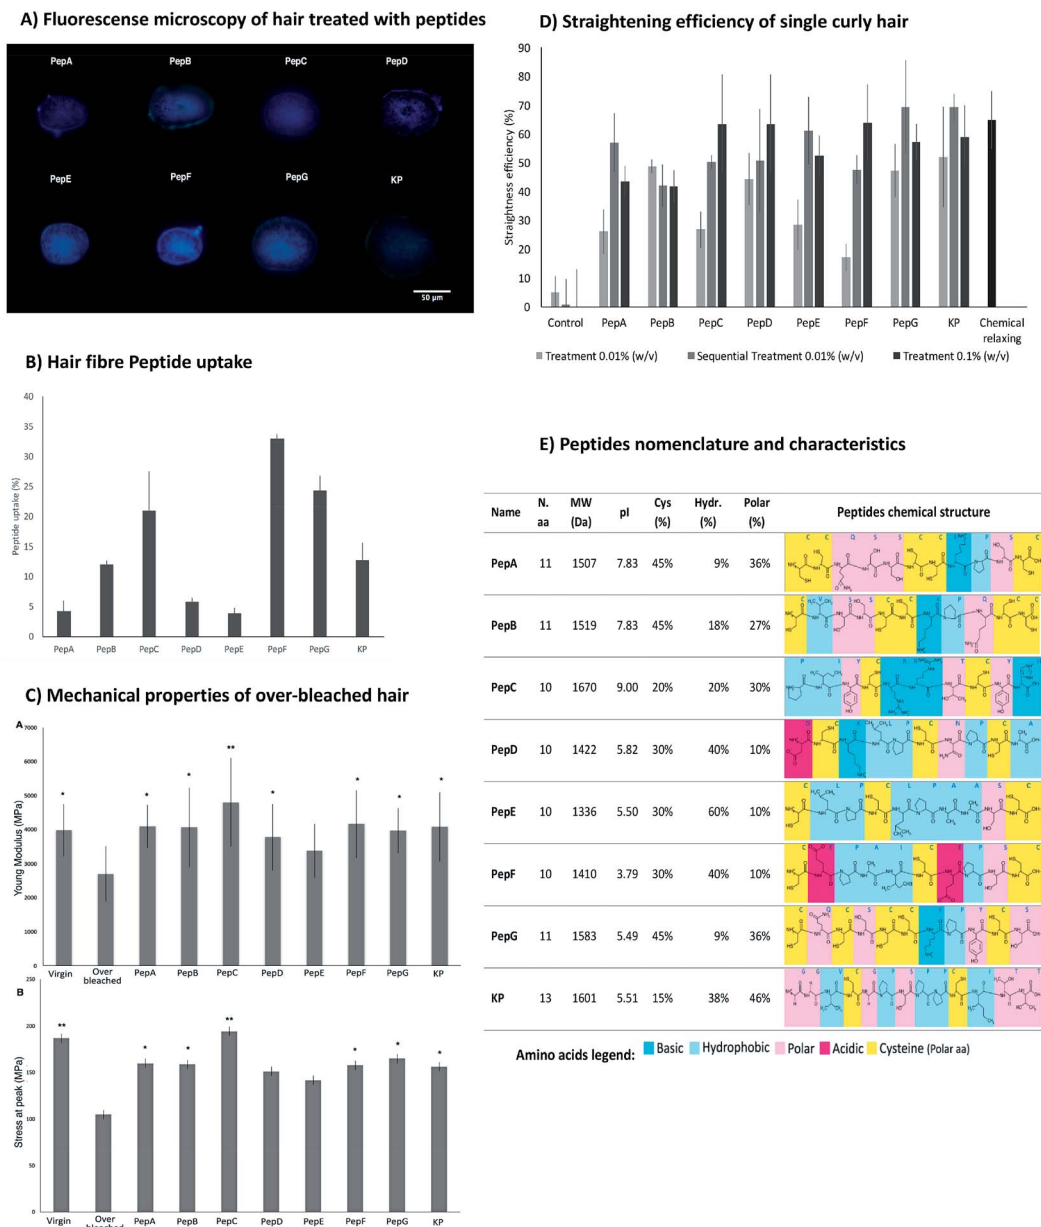 A) Fluorescense microscopy of hair treated with peptides
PepA PepB PepC PepD
PepE PepF PepG KP
50 µm
B) Hair fibre Peptide uptake
Peptide uptake (%)
40
35
30
25
20
15
10
5
0
PepA PepB PepC PepD PepE PepF PepG KP
C) Mechanical properties of over-bleached hair
A
Young Modulus (MPa)
7000
6000
5000
4000
3000
2000
1000
0
* * * ** * * * *
Virgin Over bleached PepA PepB PepC PepD PepE PepF PepG KP
B
Stress at peak (MPa)
250
200
150
100
50
0
** * * ** * * *
Virgin Over bleached PepA PepB PepC PepD PepE PepF PepG KP
D) Straightening efficiency of single curly hair
Straightness efficiency (%)
90
80
70
60
50
40
30
20
10
0
Control PepA PepB PepC PepD PepE PepF PepG KP Chemical
relaxing
Treatment 0.01% (w/v) Sequential Treatment 0.01% (w/v) Treatment 0.1% (w/v)
E) Peptides nomenclature and characteristics
Name N. aa MW (Da) pI Cys (%) Hydr. (%) Polar (%) Peptides chemical structure
PepA 11 1507 7.83 45% 9% 36%
C C Q S S C C P S C
PepB 11 1519 7.83 45% 18% 27%
C V S S C C P Q C C
PepC 10 1670 9.00 20% 20% 30%
P I Y C T C Y
PepD 10 1422 5.82 30% 40% 10%
C L P C N P C A
PepE 10 1336 5.50 30% 60% 10%
C L P C L P A A S C
PepF 10 1410 3.79 30% 40% 10%
C E P A I C E P S C
PepG 11 1583 5.49 45% 9% 36%
C Q C S C C P Y C S
KP 13 1601 5.51 15% 38% 46%
G G V C G P S P P C I T T
Amino acids legend: Basic Hydrophobic Polar Acidic Cysteine (Polar aa)